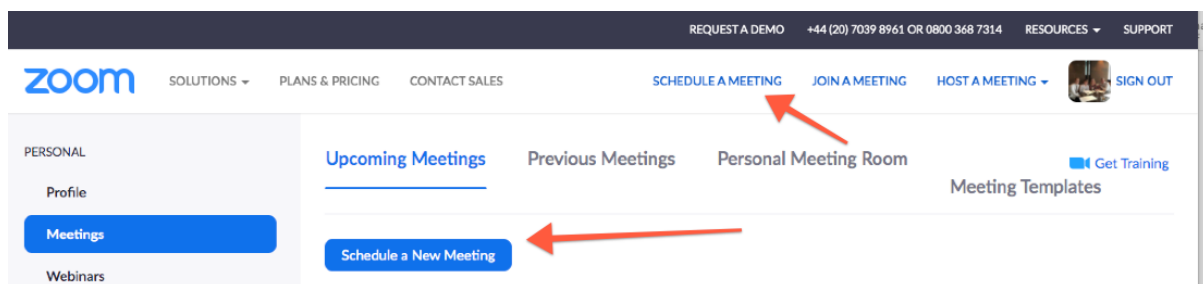 REQUEST A DEMO +44 (20) 7039 8961 OR 0800 368 7314 RESOURCES SUPPORT
zoom SOLUTIONS PLANS & PRICING CONTACT SALES SCHEDULE A MEETING JOIN A MEETING HOST A MEETING SIGN OUT
PERSONAL
Profile
Meetings
Webinars
Upcoming Meetings Previous Meetings Personal Meeting Room
Get Training
Meeting Templates
Schedule a New Meeting